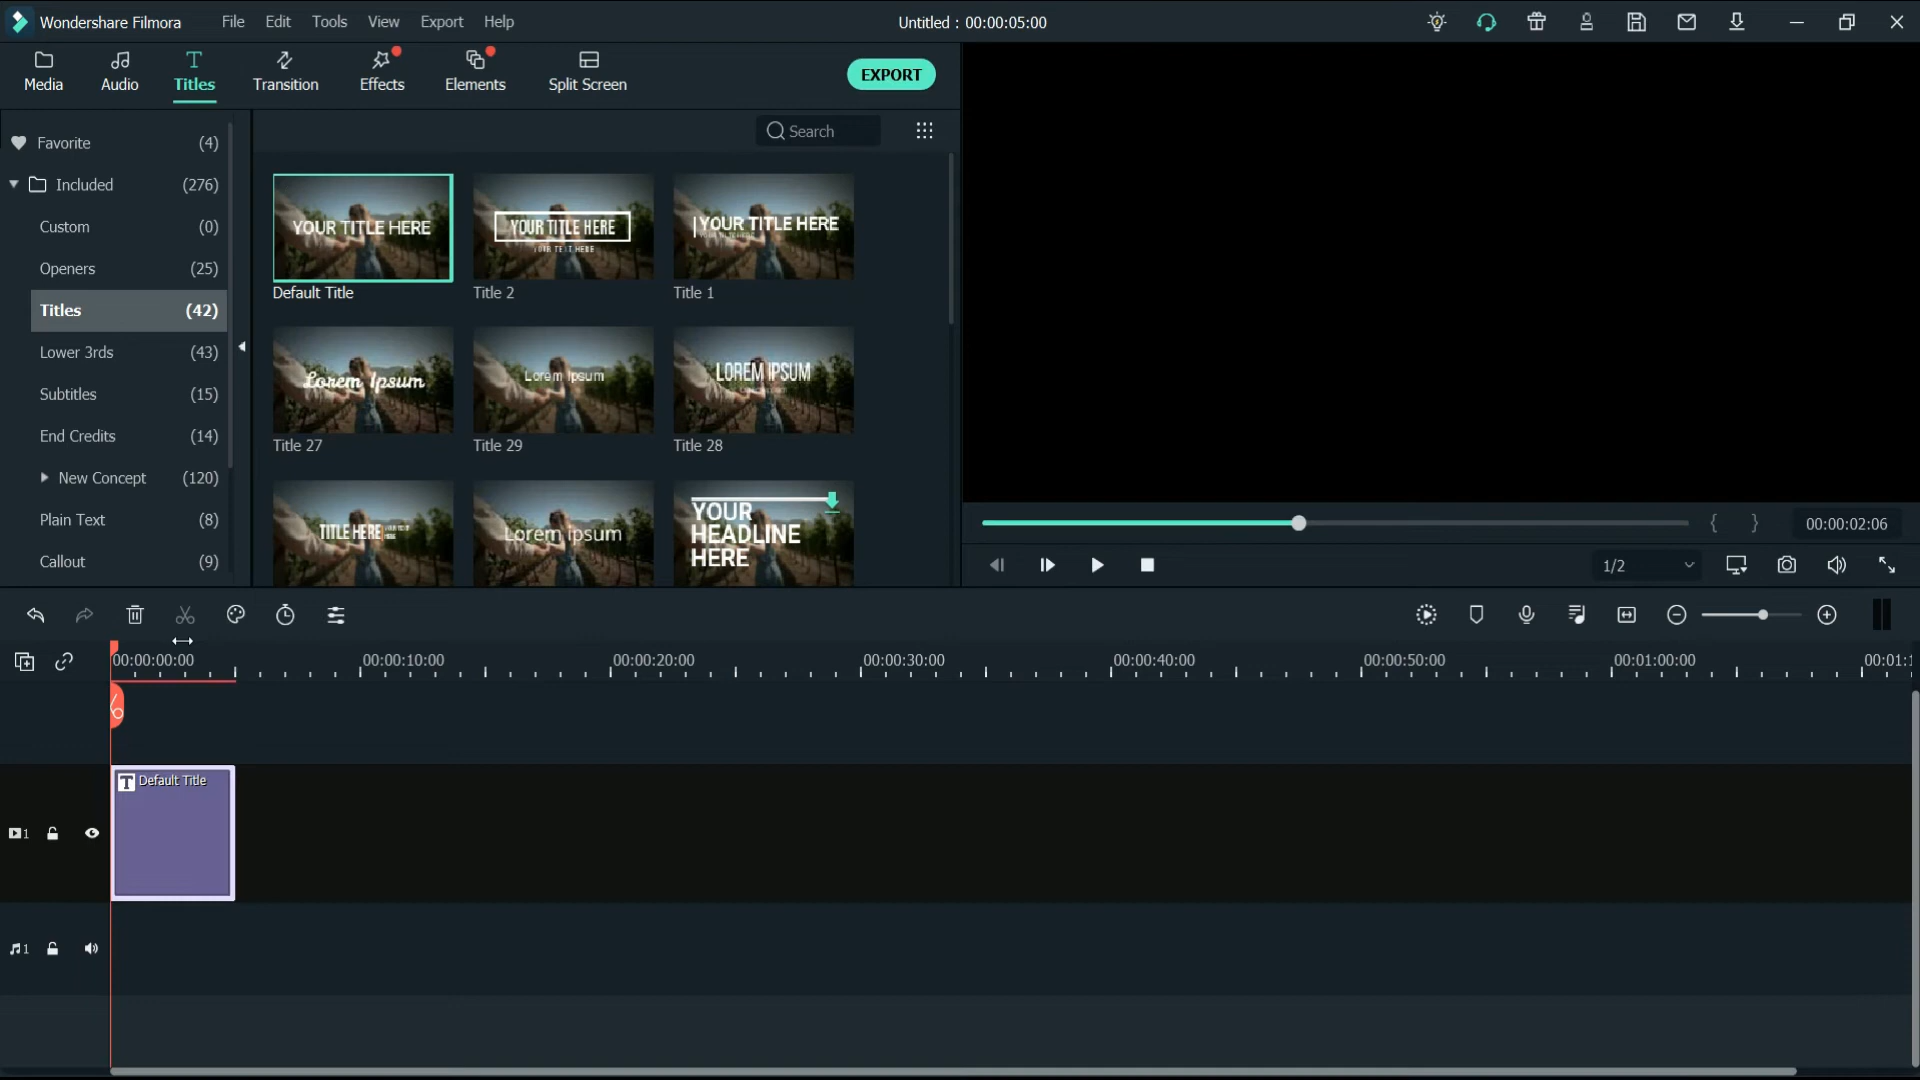 Wondershare Filmora File Edit Tools View Export Help Untitled : 00:00:05:00
Media Audio Titles Transition Effects Elements Split Screen EXPORT
Search
Favorite (4)
Included (276)
Custom (0)
Openers (25)
Titles (42)
Lower 3rds (43)
Subtitles (15)
End Credits (14)
New Concept (120)
Plain Text (8)
Callout (9)
YOUR TITLE HERE
Default Title
YOUR TITLE HERE
YOUR TEXT HERE
Title 2
YOUR TITLE HERE
Title 1
Lorem Ipsum
Title 27
Lorem Ipsum
Title 29
LOREM IPSUM
Title 28
TITLE HERE
Lorem Ipsum
YOUR
HEADLINE
HERE
00:00:02:06
1/2
00:00:00:00 00:00:10:00 00:00:20:00 00:00:30:00 00:00:40:00 00:00:50:00 00:01:00:00 00:01:1
T Default Title
1
1